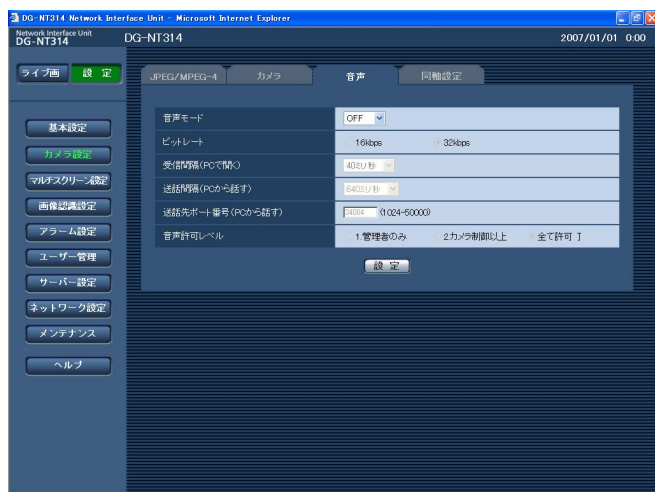 DG-NT314 Network Interface Unit - Microsoft Internet Explorer
Network Interface Unit
DG-NT314
DG-NT314
2007/01/01 0:00
ライブ画
設 定
JPEG/MPEG-4
カメラ
音声
同軸設定
基本設定
カメラ設定
マルチスクリーン設定
画像認識設定
アラーム設定
ユーザー管理
サーバー設定
ネットワーク設定
メンテナンス
ヘルプ
音声モード
OFF
ビットレート
16kbps
32kbps
受信間隔(PCで聞く)
40ミリ秒
送話間隔(PCから話す)
640ミリ秒
送話先ポート番号(PCから話す)
34004 (1024-60000)
音声許可レベル
1.管理者のみ
2.カメラ制御以上
全て許可
設 定